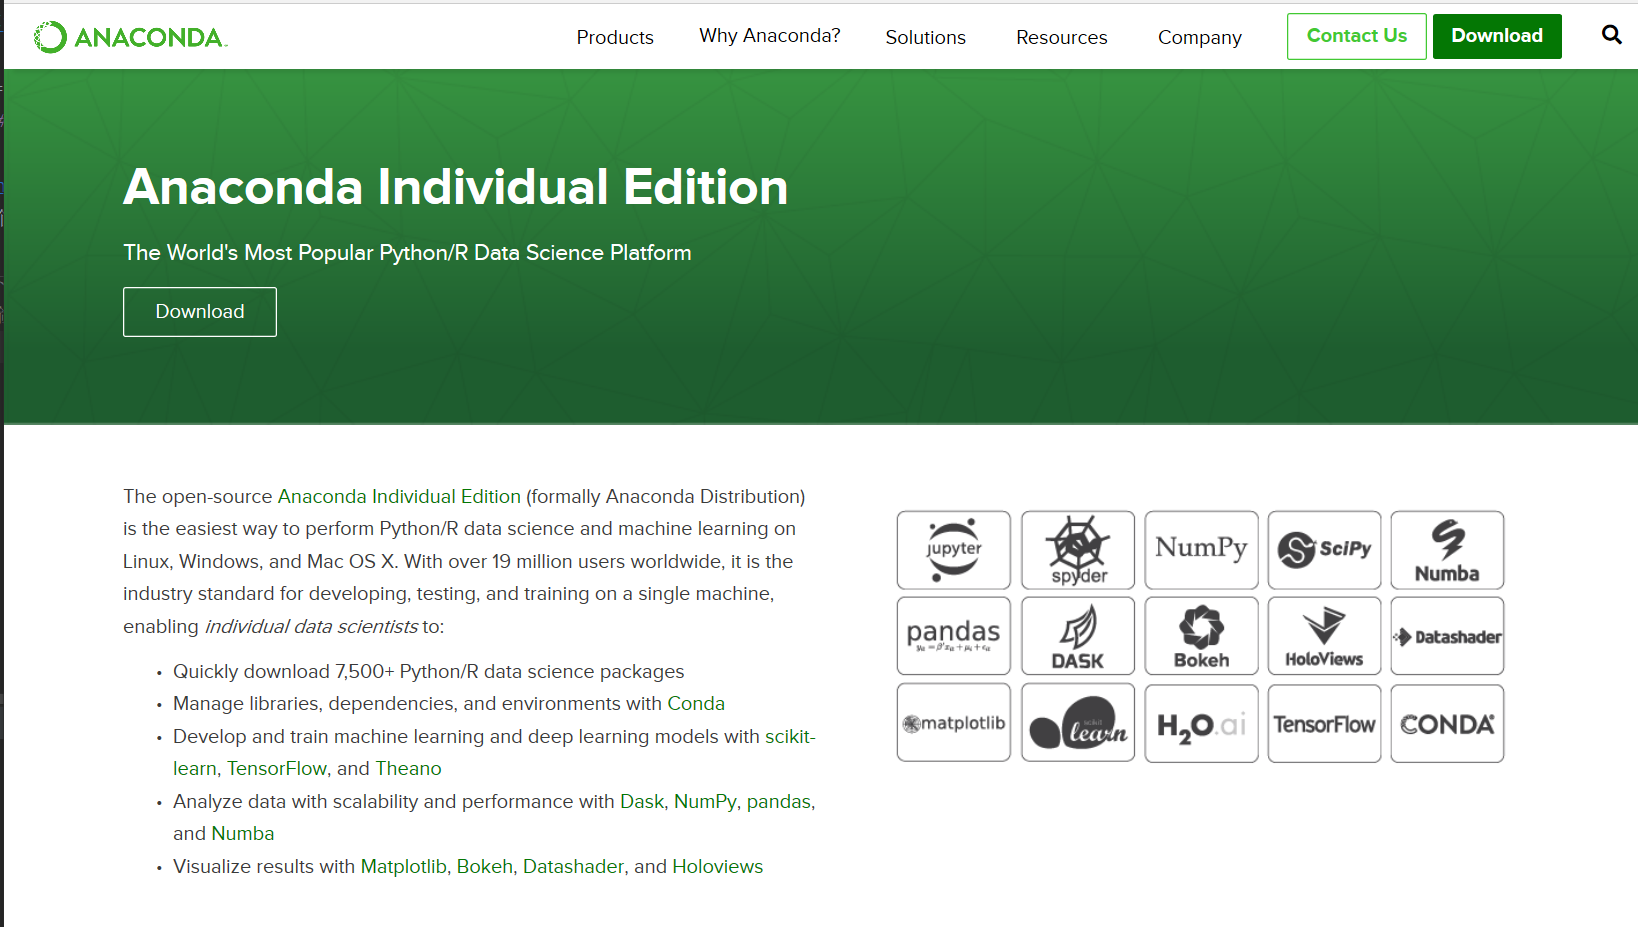 ANACONDA
Products
Why Anaconda?
Solutions
Resources
Company
Contact Us
Download
Anaconda Individual Edition
The World's Most Popular Python/R Data Science Platform
Download
The open-source Anaconda Individual Edition (formally Anaconda Distribution)
is the easiest way to perform Python/R data science and machine learning on
Linux, Windows, and Mac OS X. With over 19 million users worldwide, it is the
industry standard for developing, testing, and training on a single machine,
enabling individual data scientists to:
• Quickly download 7,500+ Python/R data science packages
• Manage libraries, dependencies, and environments with Conda
• Develop and train machine learning and deep learning models with scikit-
learn, TensorFlow, and Theano
• Analyze data with scalability and performance with Dask, NumPy, pandas,
and Numba
• Visualize results with Matplotlib, Bokeh, Datashader, and Holoviews
jupyter
spyder
NumPy
SciPy
Numba
pandas
DASK
Bokeh
HoloViews
Datashader
matplotlib
scikit
learn
H2O.ai
TensorFlow
CONDA